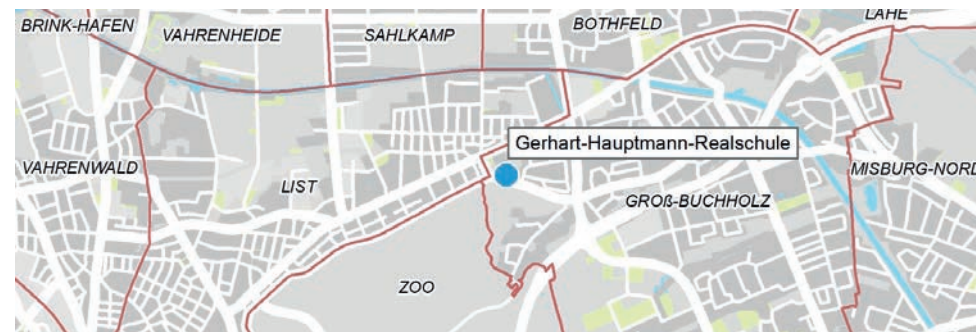 BRINK-HAFEN
VAHRENHEIDE
SAHLKAMP
BOTHFELD
LAHE
Gerhart-Hauptmann-Realschule
VAHRENWALD
LIST
GROß-BUCHHOLZ
MISBURG-NORD
ZOO